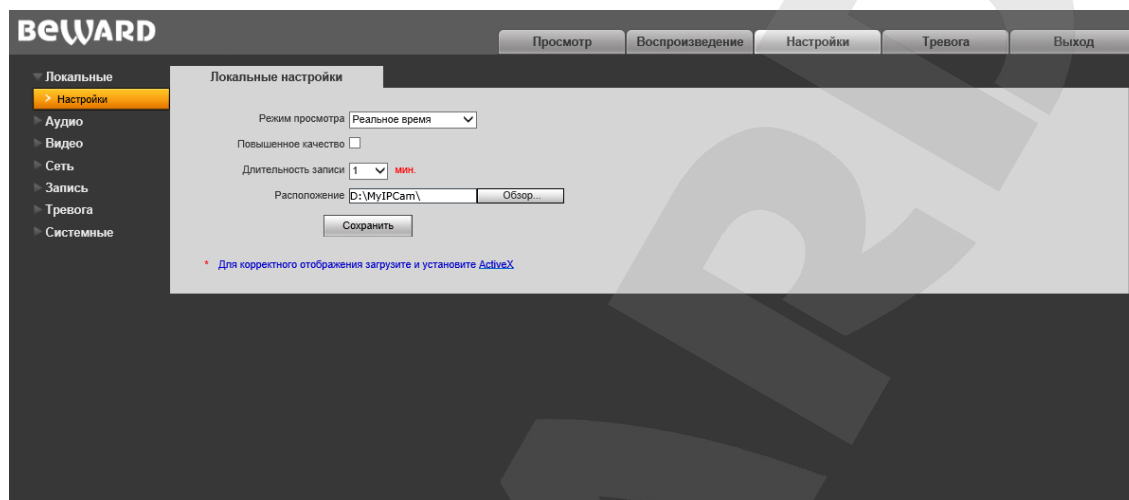 BEWARD
Просмотр Воспроизведение Настройки Тревога Выход
Локальные
Настройки
Аудио
Видео
Сеть
Запись
Тревога
Системные
Локальные настройки
Режим просмотра Реальное время
Повышенное качество
Длительность записи 1 мин.
Расположение D:\MyIPCam\ Обзор...
Сохранить
* Для корректного отображения загрузите и установите ActiveX